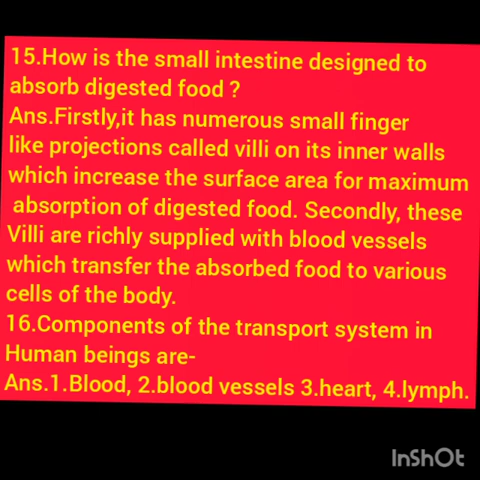 15.How is the small intestine designed to
absorb digested food ?
Ans.Firstly,it has numerous small finger
like projections called villi on its inner walls
which increase the surface area for maximum
absorption of digested food. Secondly, these
Villi are richly supplied with blood vessels
which transfer the absorbed food to various
cells of the body.
16.Components of the transport system in
Human beings are-
Ans.1.Blood, 2.blood vessels 3.heart, 4.lymph.
InShOt